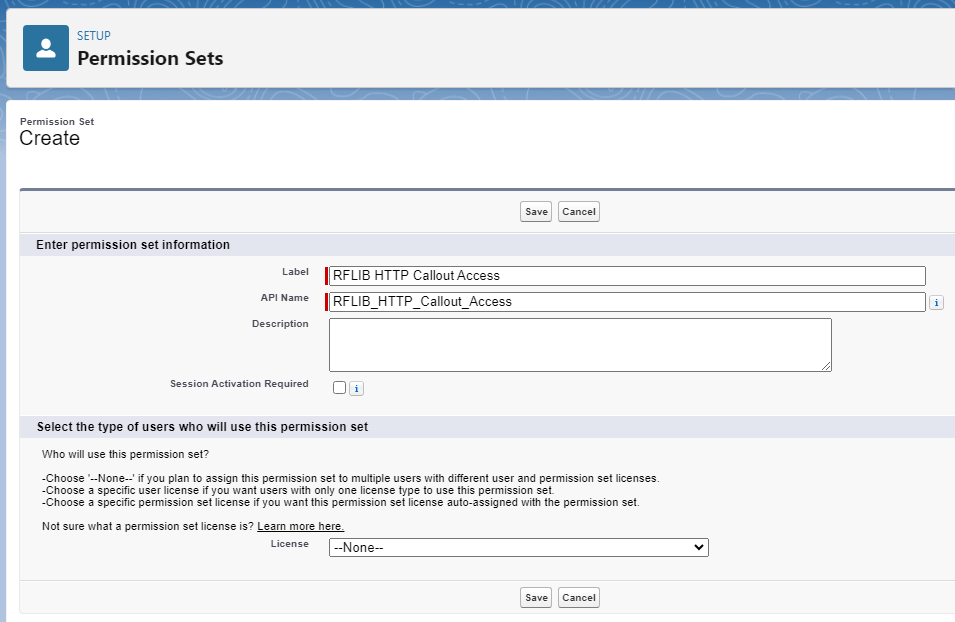 SETUP
Permission Sets
Permission Set
Create
Save Cancel
Enter permission set information
Label RFLIB HTTP Callout Access
API Name RFLIB_HTTP_Callout_Access i
Description
Session Activation Required i
Select the type of users who will use this permission set
Who will use this permission set?
-Choose '--None--' if you plan to assign this permission set to multiple users with different user and permission set licenses.
-Choose a specific user license if you want users with only one license type to use this permission set.
-Choose a specific permission set license if you want this permission set license auto-assigned with the permission set.
Not sure what a permission set license is? Learn more here.
License --None--
Save Cancel